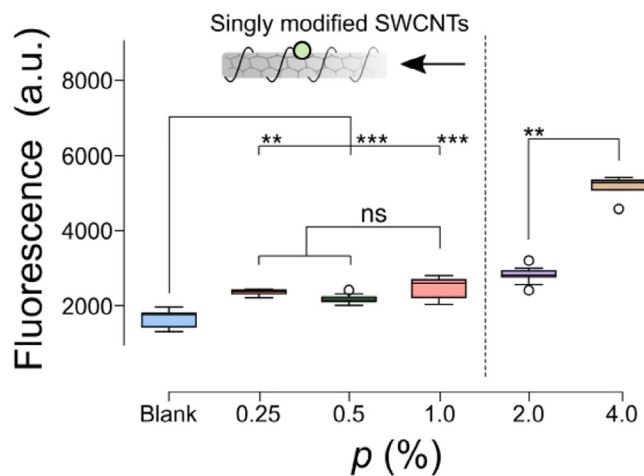 Singly modified SWCNTs
Fluorescence (a.u.)
8000
6000
4000
2000
** *** *** **
ns
Blank 0.25 0.5 1.0 2.0 4.0
p (%)